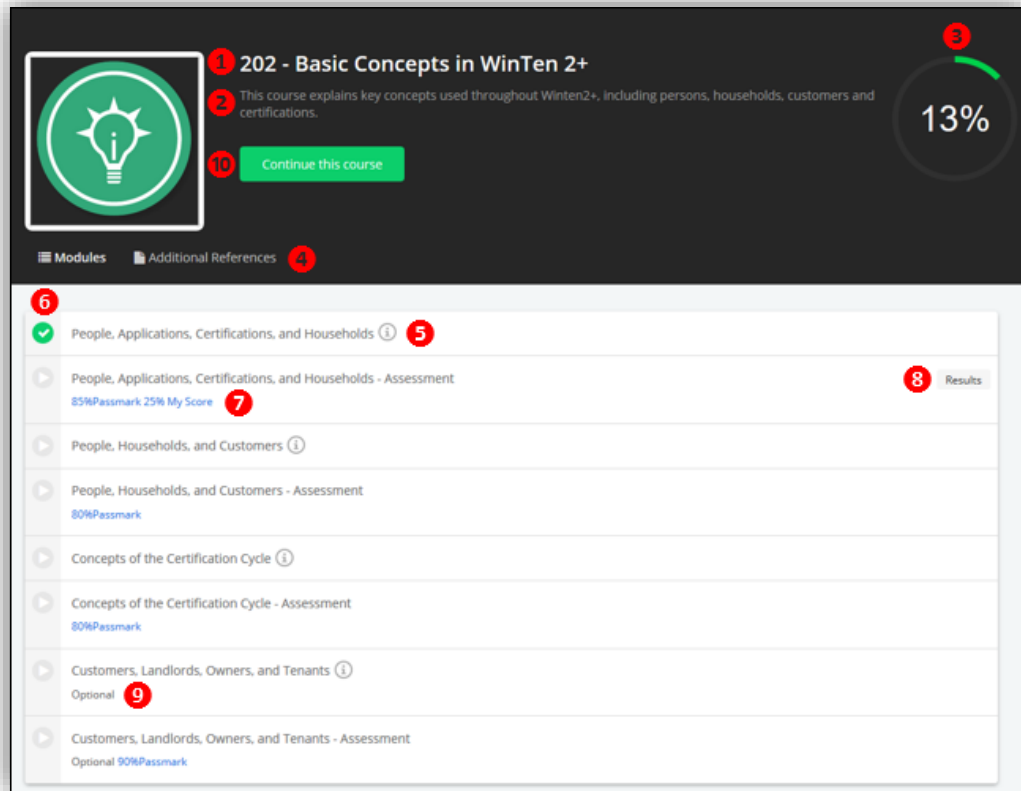 3
1 202 - Basic Concepts in WinTen 2+
2 This course explains key concepts used throughout Winten2+, including persons, households, customers and
certifications.
13%
10 Continue this course
Modules Additional References 4
6
People, Applications, Certifications, and Households i 5
People, Applications, Certifications, and Households - Assessment
8 Results
85%Passmark 25% My Score 7
People, Households, and Customers i
People, Households, and Customers - Assessment
80%Passmark
Concepts of the Certification Cycle i
Concepts of the Certification Cycle - Assessment
80%Passmark
Customers, Landlords, Owners, and Tenants i
Optional 9
Customers, Landlords, Owners, and Tenants - Assessment
Optional 90%Passmark